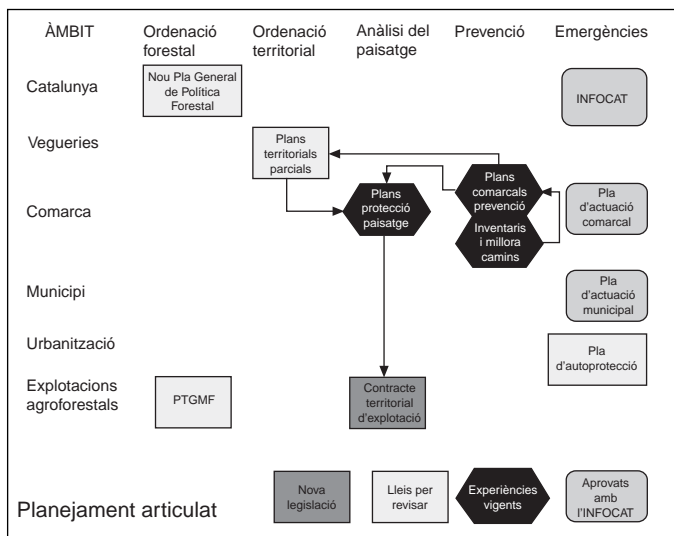 ÀMBIT
Ordenació
forestal
Ordenació
territorial
Anàlisi del
paisatge
Prevenció
Emergències
Catalunya
Nou Pla General
de Política
Forestal
INFOCAT
Vegueries
Plans
territorials
parcials
Comarca
Plans
protecció
paisatge
Plans
comarcals
prevenció
Inventaris
i millora
camins
Pla
d'actuació
comarcal
Municipi
Pla
d'actuació
municipal
Urbanització
Pla
d'autoprotecció
Explotacions
agroforestals
PTGMF
Contracte
territorial
d'explotació
Planejament articulat
Nova
legislació
Lleis per
revisar
Experiències
vigents
Aprovats
amb
l'INFOCAT